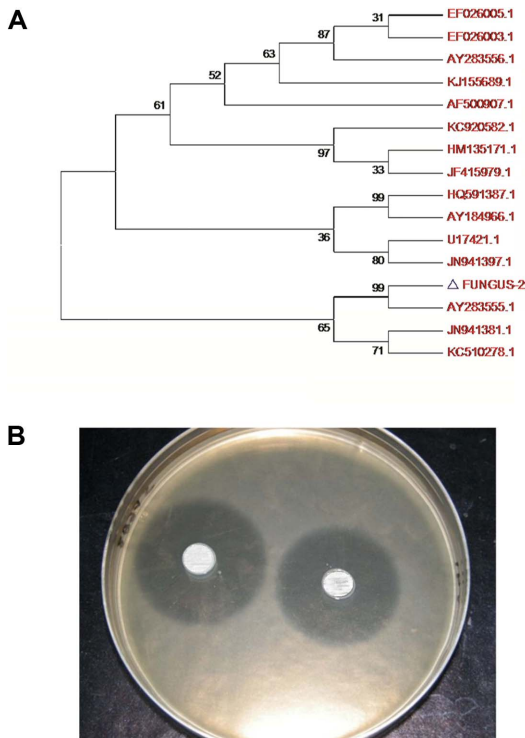 A
EF026005.1
31
EF026003.1
87
AY283556.1
63
KJ155689.1
52
AF500907.1
61
KC920582.1
97
HM135171.1
33
JF415979.1
HQ591387.1
99
AY184966.1
36
U17421.1
80
JN941397.1
△ FUNGUS-2
99
AY283555.1
65
JN941381.1
71
KC510278.1
B